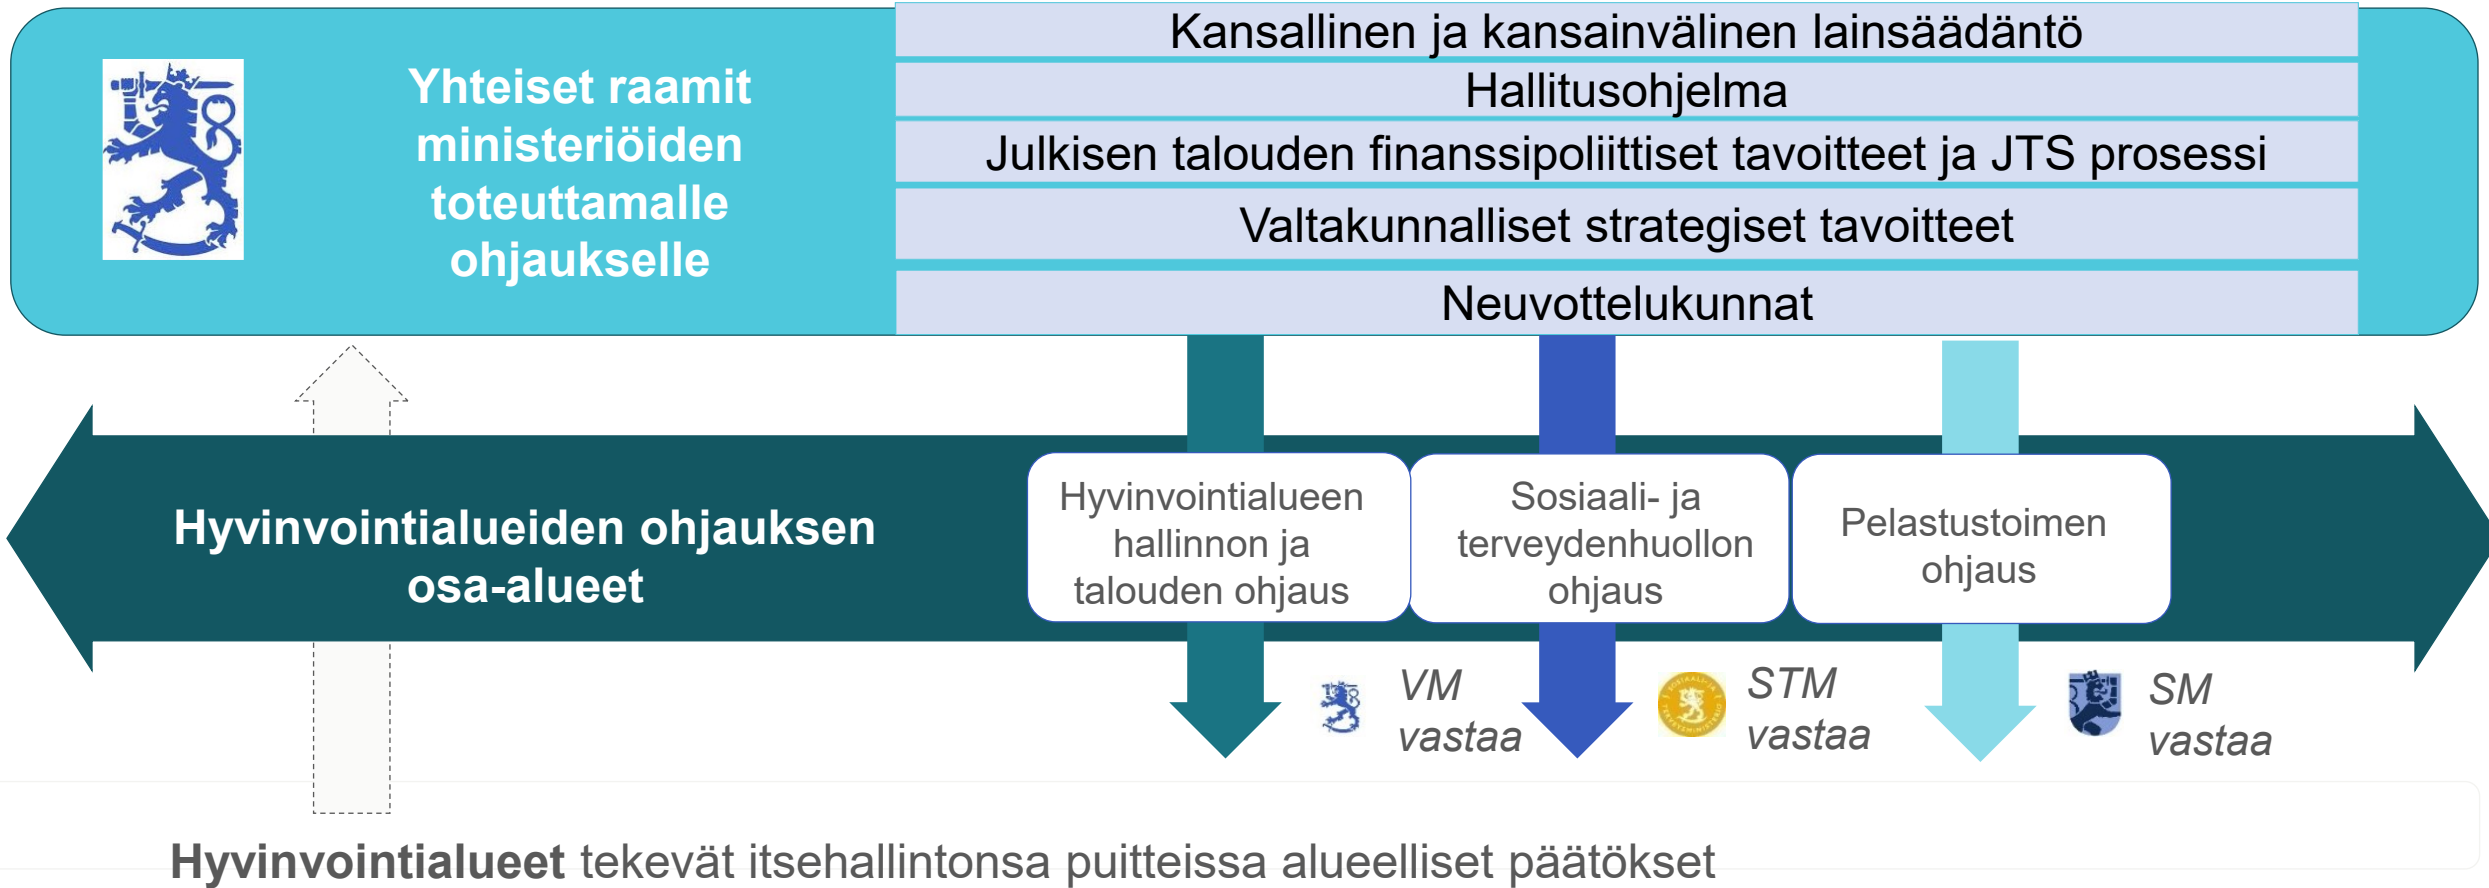 Yhteiset raamit
ministeriöiden
toteuttamalle
ohjaukselle
Kansallinen ja kansainvälinen lainsäädäntö
Hallitusohjelma
Julkisen talouden finanssipoliittiset tavoitteet ja JTS prosessi
Valtakunnalliset strategiset tavoitteet
Neuvottelukunnat
Hyvinvointialueiden ohjauksen
osa-alueet
Hyvinvointialueen
hallinnon ja
talouden ohjaus
Sosiaali- ja
terveydenhuollon
ohjaus
Pelastustoimen
ohjaus
VM
vastaa
STM
vastaa
SM
vastaa
Hyvinvointialueet tekevät itsehallintonsa puitteissa alueelliset päätökset